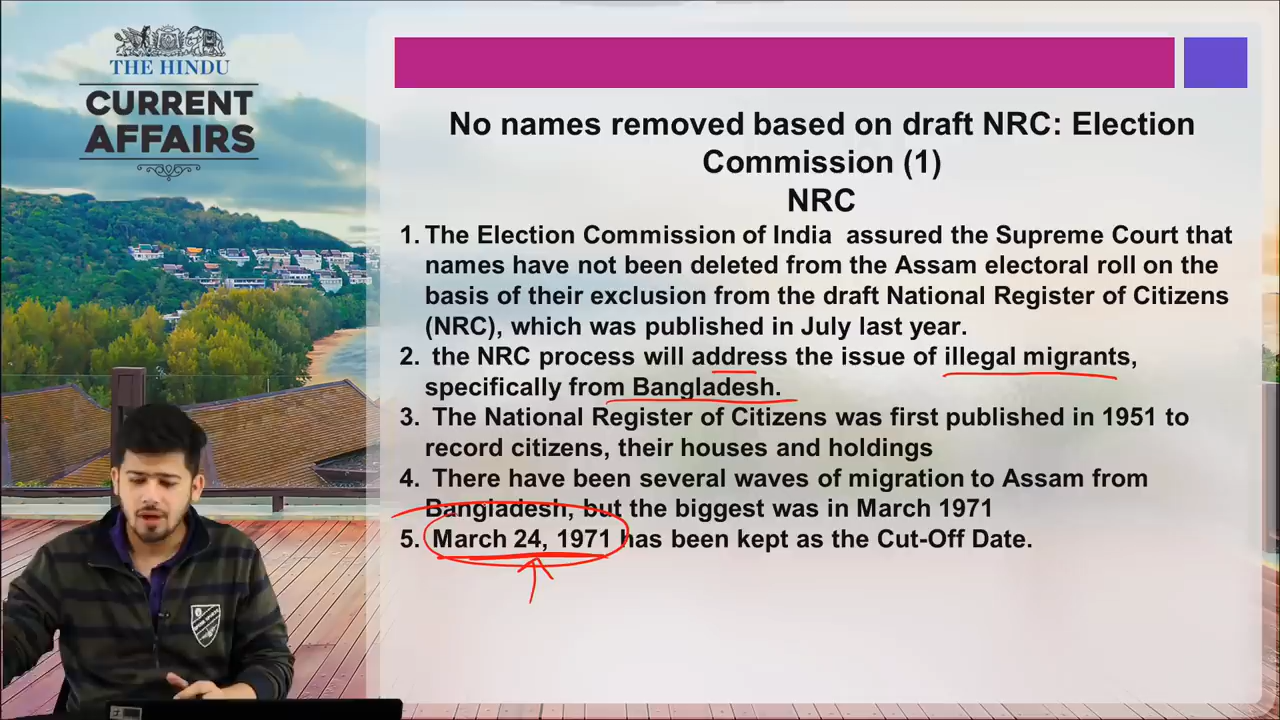 THE HINDU
CURRENT
AFFAIRS
No names removed based on draft NRC: Election
Commission (1)
NRC
1. The Election Commission of India assured the Supreme Court that
names have not been deleted from the Assam electoral roll on the
basis of their exclusion from the draft National Register of Citizens
(NRC), which was published in July last year.
2. the NRC process will address the issue of illegal migrants,
specifically from Bangladesh.
3. The National Register of Citizens was first published in 1951 to
record citizens, their houses and holdings
4. There have been several waves of migration to Assam from
Bangladesh, but the biggest was in March 1971
5. March 24, 1971 has been kept as the Cut-Off Date.